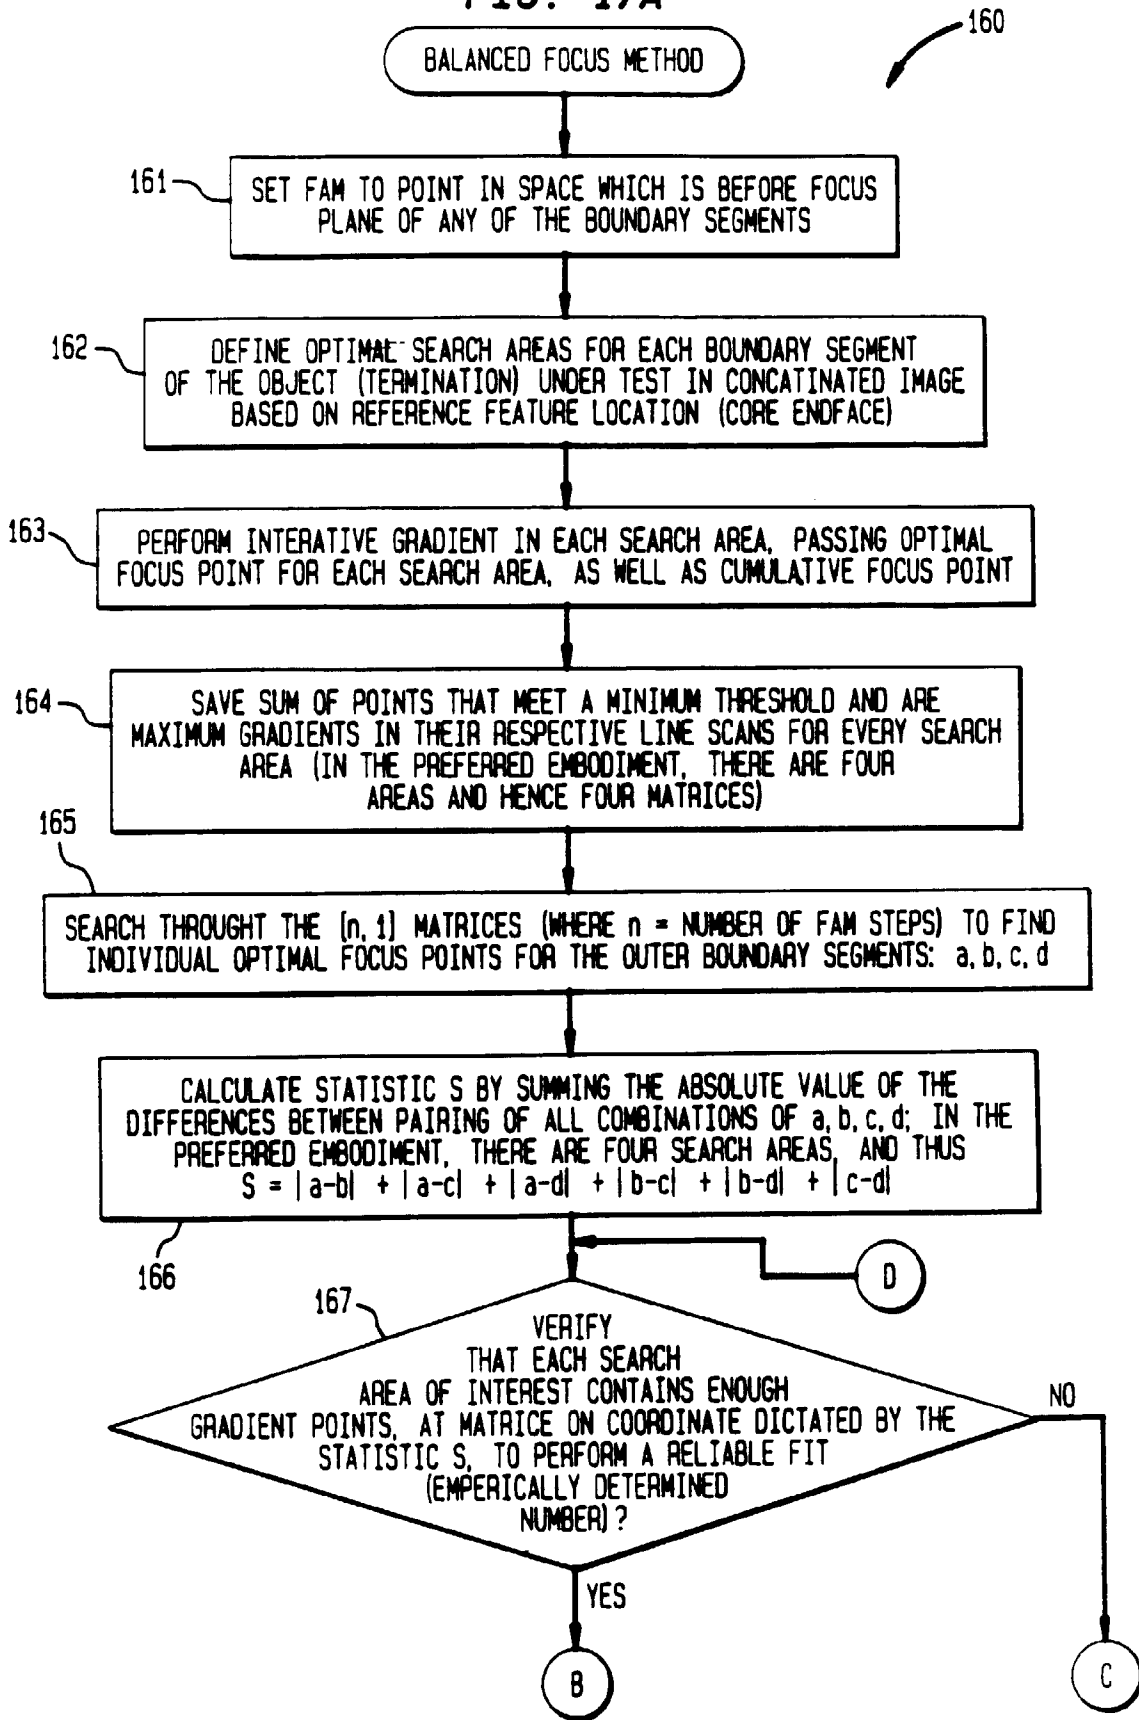 FIG. 17A
160
BALANCED FOCUS METHOD
161
SET FAM TO POINT IN SPACE WHICH IS BEFORE FOCUS
PLANE OF ANY OF THE BOUNDARY SEGMENTS
162
DEFINE OPTIMAL SEARCH AREAS FOR EACH BOUNDARY SEGMENT
OF THE OBJECT (TERMINATION) UNDER TEST IN CONCATINATED IMAGE
BASED ON REFERENCE FEATURE LOCATION (CORE ENDFACE)
163
PERFORM INTERATIVE GRADIENT IN EACH SEARCH AREA, PASSING OPTIMAL
FOCUS POINT FOR EACH SEARCH AREA, AS WELL AS CUMULATIVE FOCUS POINT
164
SAVE SUM OF POINTS THAT MEET A MINIMUM THRESHOLD AND ARE
MAXIMUM GRADIENTS IN THEIR RESPECTIVE LINE SCANS FOR EVERY SEARCH
AREA (IN THE PREFERRED EMBODIMENT, THERE ARE FOUR
AREAS AND HENCE FOUR MATRICES)
165
SEARCH THROUGHT THE [n, 1] MATRICES (WHERE n = NUMBER OF FAM STEPS) TO FIND
INDIVIDUAL OPTIMAL FOCUS POINTS FOR THE OUTER BOUNDARY SEGMENTS: a, b, c, d
CALCULATE STATISTIC S BY SUMMING THE ABSOLUTE VALUE OF THE
DIFFERENCES BETWEEN PAIRING OF ALL COMBINATIONS OF a, b, c, d; IN THE
PREFERRED EMBODIMENT, THERE ARE FOUR SEARCH AREAS, AND THUS
S = |a-b| + |a-c| + |a-d| + |b-c| + |b-d| + |c-d|
166
D
167
VERIFY
THAT EACH SEARCH
AREA OF INTEREST CONTAINS ENOUGH
GRADIENT POINTS, AT MATRICE ON COORDINATE DICTATED BY THE
STATISTIC S, TO PERFORM A RELIABLE FIT
(EMPERICALLY DETERMINED
NUMBER)?
NO
YES
B
C